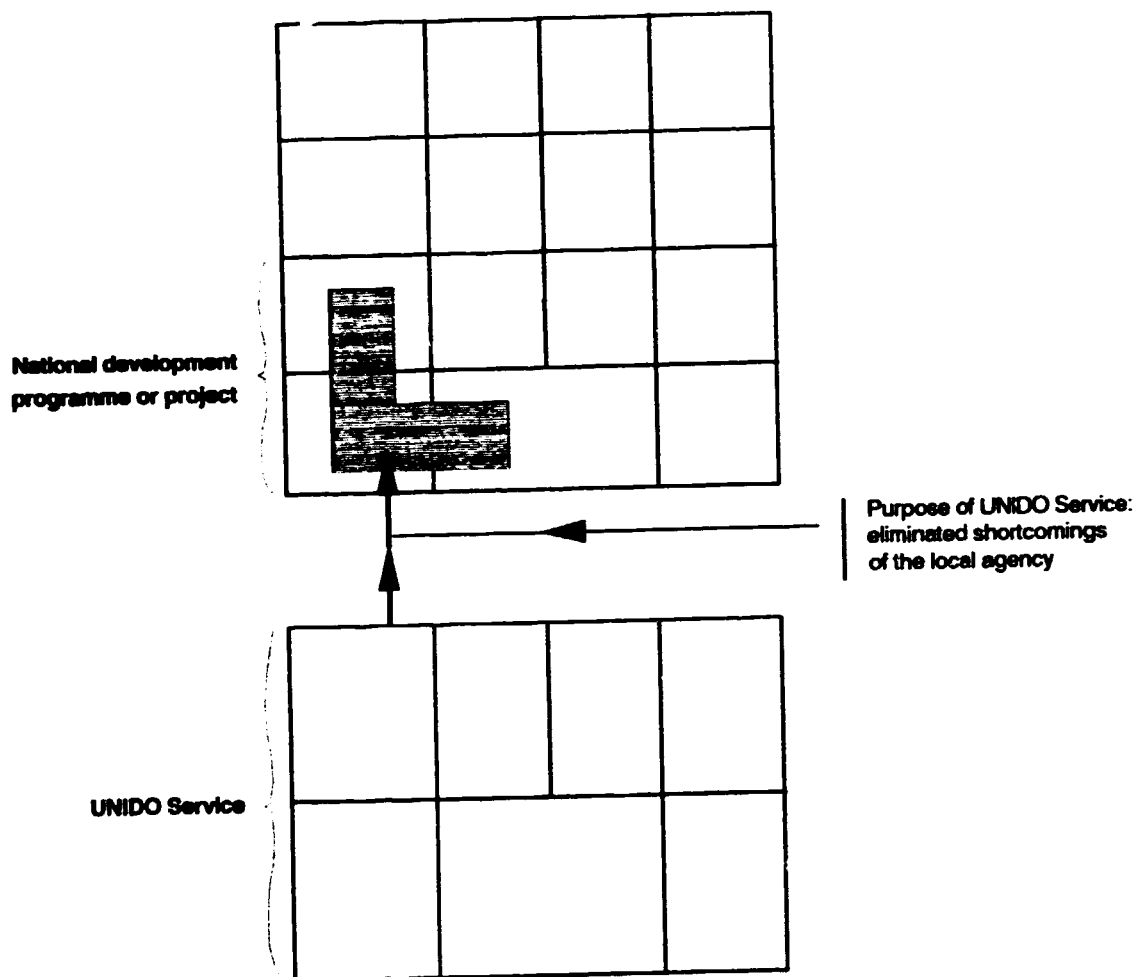 National development
programme or project
Purpose of UNIDO Service:
eliminated shortcomings
of the local agency
UNIDO Service